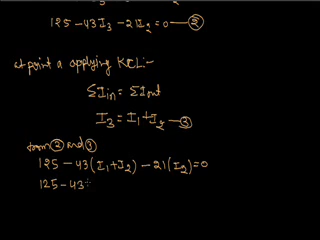 125 - 43I₃ - 21I₂ = 0 — ②
at point a applying KCL:-
ΣIin = ΣIout
I₃ = I₁ + I₂ — ③
from ② and ③
125 - 43(I₁ + I₂) - 21(I₂) = 0
125 - 43